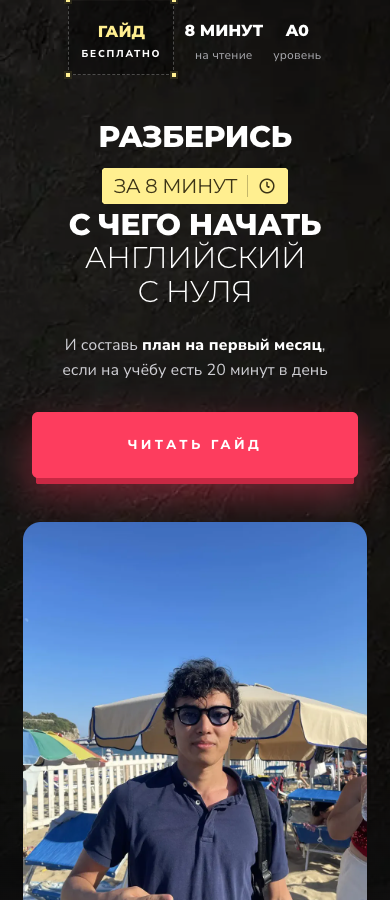 ГАЙД
БЕСПЛАТНО
8 МИНУТ
на чтение
A0
уровень
РАЗБЕРИСЬ
ЗА 8 МИНУТ
С ЧЕГО НАЧАТЬ
АНГЛИЙСКИЙ
С НУЛЯ
И составь план на первый месяц,
если на учёбу есть 20 минут в день
ЧИТАТЬ ГАЙД